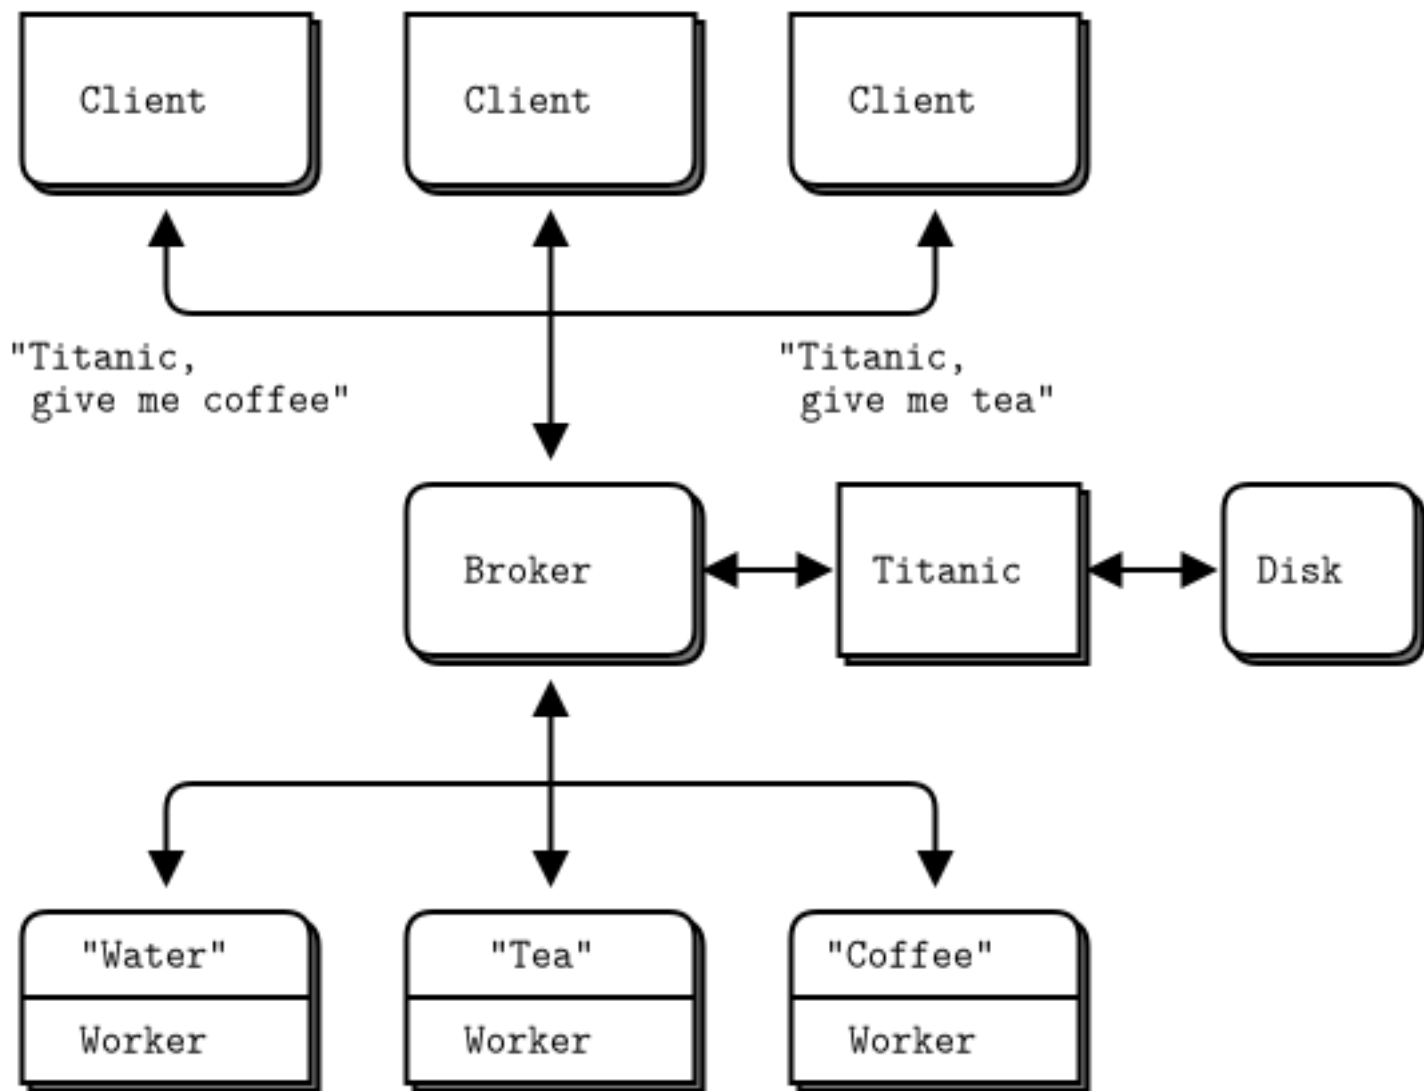 Client
Client
Client
"Titanic,
give me coffee"
"Titanic,
give me tea"
Broker
Titanic
Disk
"Water"
"Tea"
"Coffee"
Worker
Worker
Worker